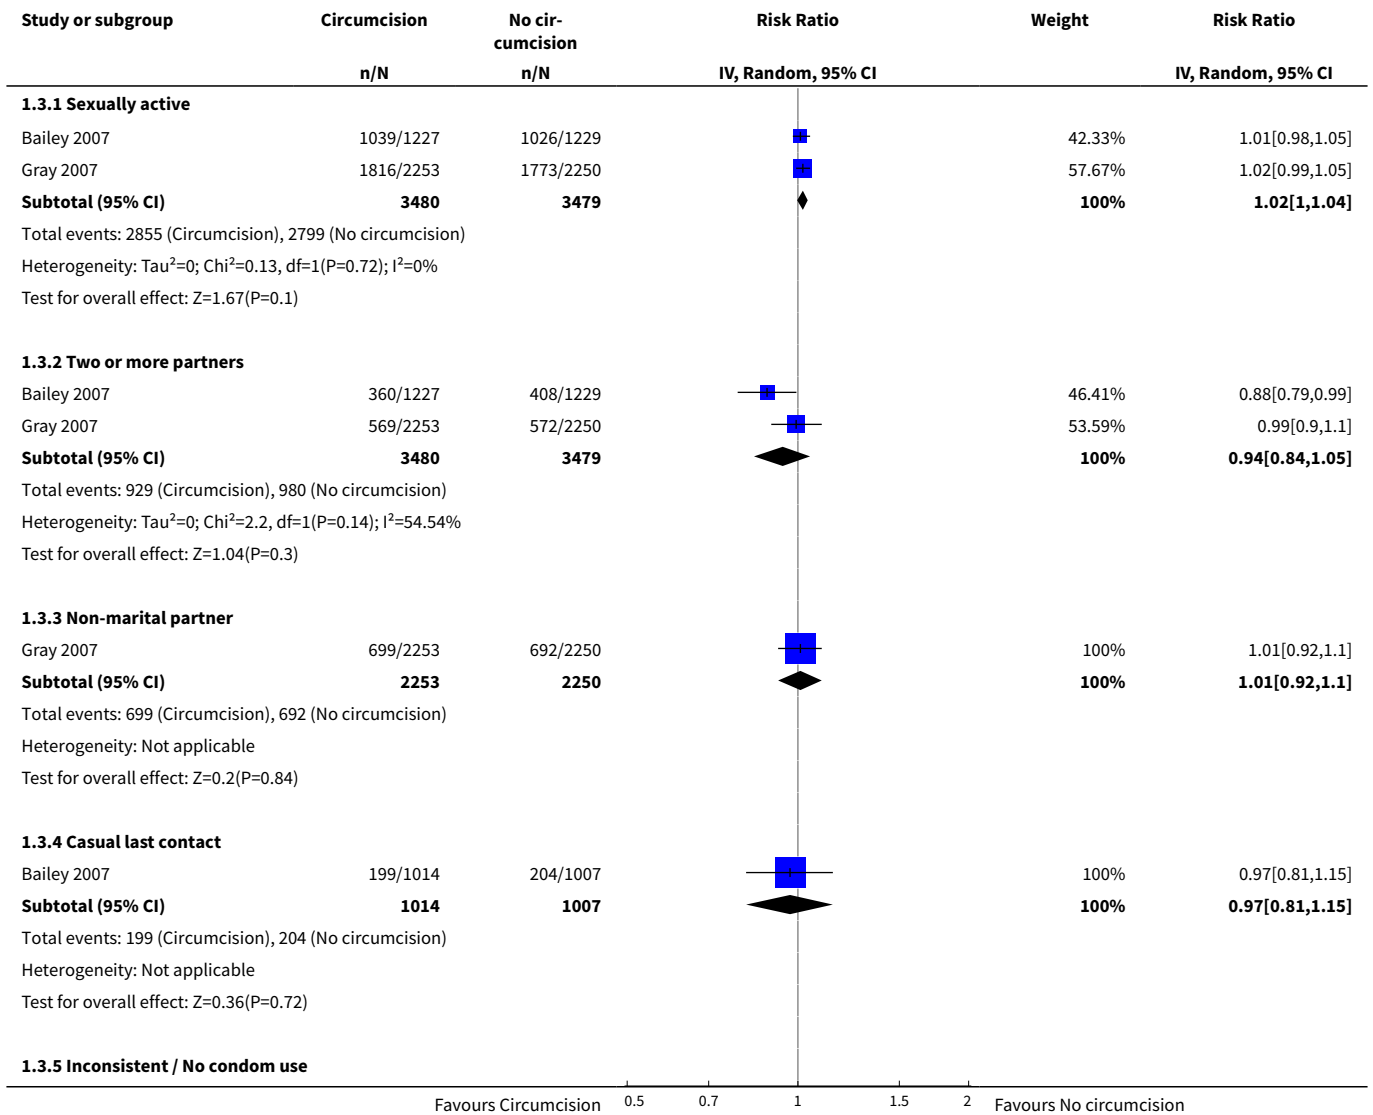 Study or subgroup Circumcision No cir- Risk Ratio Weight Risk Ratio
cumcision
n/N n/N IV, Random, 95% CI IV, Random, 95% CI
1.3.1 Sexually active
Bailey 2007 1039/1227 1026/1229 42.33% 1.01[0.98,1.05]
Gray 2007 1816/2253 1773/2250 57.67% 1.02[0.99,1.05]
Subtotal (95% CI) 3480 3479 100% 1.02[1,1.04]
Total events: 2855 (Circumcision), 2799 (No circumcision)
Heterogeneity: Tau²=0; Chi²=0.13, df=1(P=0.72); I²=0%
Test for overall effect: Z=1.67(P=0.1)
1.3.2 Two or more partners
Bailey 2007 360/1227 408/1229 46.41% 0.88[0.79,0.99]
Gray 2007 569/2253 572/2250 53.59% 0.99[0.9,1.1]
Subtotal (95% CI) 3480 3479 100% 0.94[0.84,1.05]
Total events: 929 (Circumcision), 980 (No circumcision)
Heterogeneity: Tau²=0; Chi²=2.2, df=1(P=0.14); I²=54.54%
Test for overall effect: Z=1.04(P=0.3)
1.3.3 Non-marital partner
Gray 2007 699/2253 692/2250 100% 1.01[0.92,1.1]
Subtotal (95% CI) 2253 2250 100% 1.01[0.92,1.1]
Total events: 699 (Circumcision), 692 (No circumcision)
Heterogeneity: Not applicable
Test for overall effect: Z=0.2(P=0.84)
1.3.4 Casual last contact
Bailey 2007 199/1014 204/1007 100% 0.97[0.81,1.15]
Subtotal (95% CI) 1014 1007 100% 0.97[0.81,1.15]
Total events: 199 (Circumcision), 204 (No circumcision)
Heterogeneity: Not applicable
Test for overall effect: Z=0.36(P=0.72)
1.3.5 Inconsistent / No condom use
Favours Circumcision 0.5 0.7 1 1.5 2 Favours No circumcision